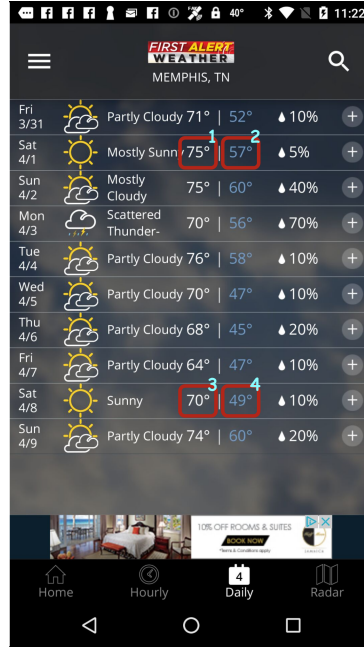 40° 11:22
FIRST ALERT
WEATHER
MEMPHIS, TN
Fri 3/31 Partly Cloudy 71° | 52° 10% +
1 2
Sat 4/1 Mostly Sunny 75° | 57° 5% +
Sun 4/2 Mostly Cloudy 75° | 60° 40% +
Mon 4/3 Scattered Thunder- 70° | 56° 70% +
Tue 4/4 Partly Cloudy 76° | 58° 10% +
Wed 4/5 Partly Cloudy 70° | 47° 10% +
Thu 4/6 Partly Cloudy 68° | 45° 20% +
Fri 4/7 Partly Cloudy 64° | 47° 10% +
3 4
Sat 4/8 Sunny 70° | 49° 10% +
Sun 4/9 Partly Cloudy 74° | 60° 20% +
10% OFF ROOMS & SUITES
BOOK NOW
*Terms & Conditions apply.
JAMAICA
4
Home Hourly Daily Radar